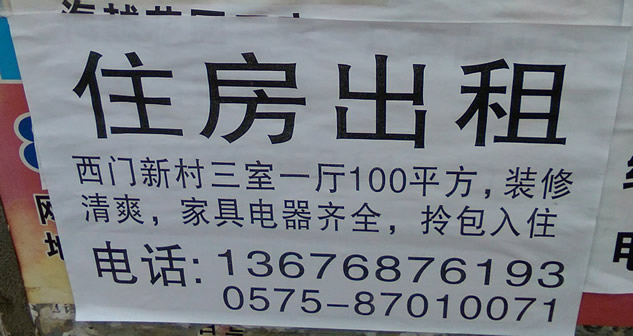 住房出租
西门新村三室一厅100平方,装修
清爽，家具电器齐全，拎包入住
电话:13676876193
0575-87010071